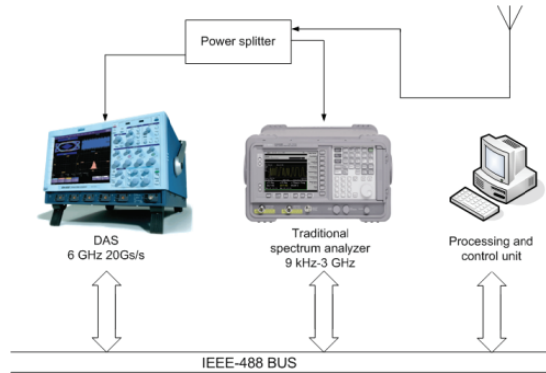 Power splitter
DAS
6 GHz 20Gs/s
Traditional
spectrum analyzer
9 kHz-3 GHz
Processing and
control unit
IEEE-488 BUS